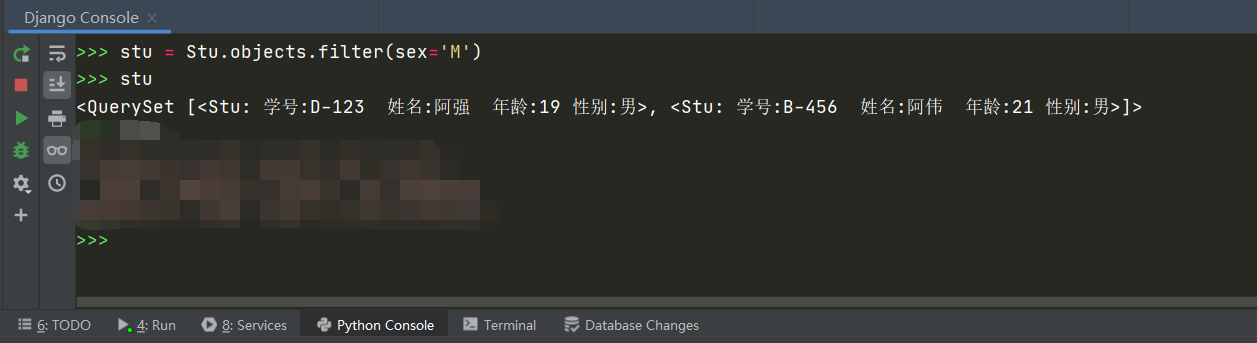 Django Console
>>> stu = Stu.objects.filter(sex='M')
>>> stu
<QuerySet [<Stu: 学号:D-123  姓名:阿强  年龄:19 性别:男>, <Stu: 学号:B-456  姓名:阿伟  年龄:21 性别:男>]>
>>>
6: TODO 4: Run 8: Services Python Console Terminal Database Changes